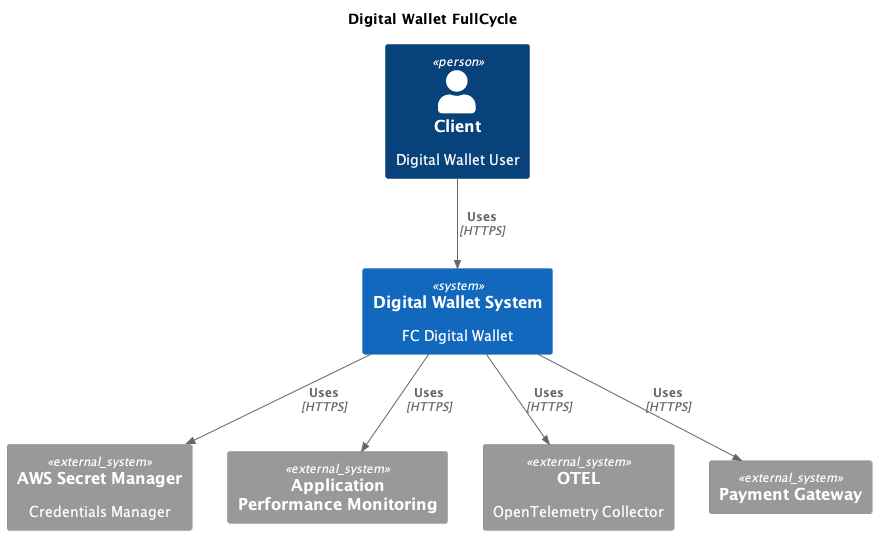 Digital Wallet FullCycle
«person»
Client
Digital Wallet User
Uses
[HTTPS]
«system»
Digital Wallet System
FC Digital Wallet
Uses
[HTTPS]
Uses
[HTTPS]
Uses
[HTTPS]
Uses
[HTTPS]
«external_system»
AWS Secret Manager
Credentials Manager
«external_system»
Application
Performance Monitoring
«external_system»
OTEL
OpenTelemetry Collector
«external_system»
Payment Gateway